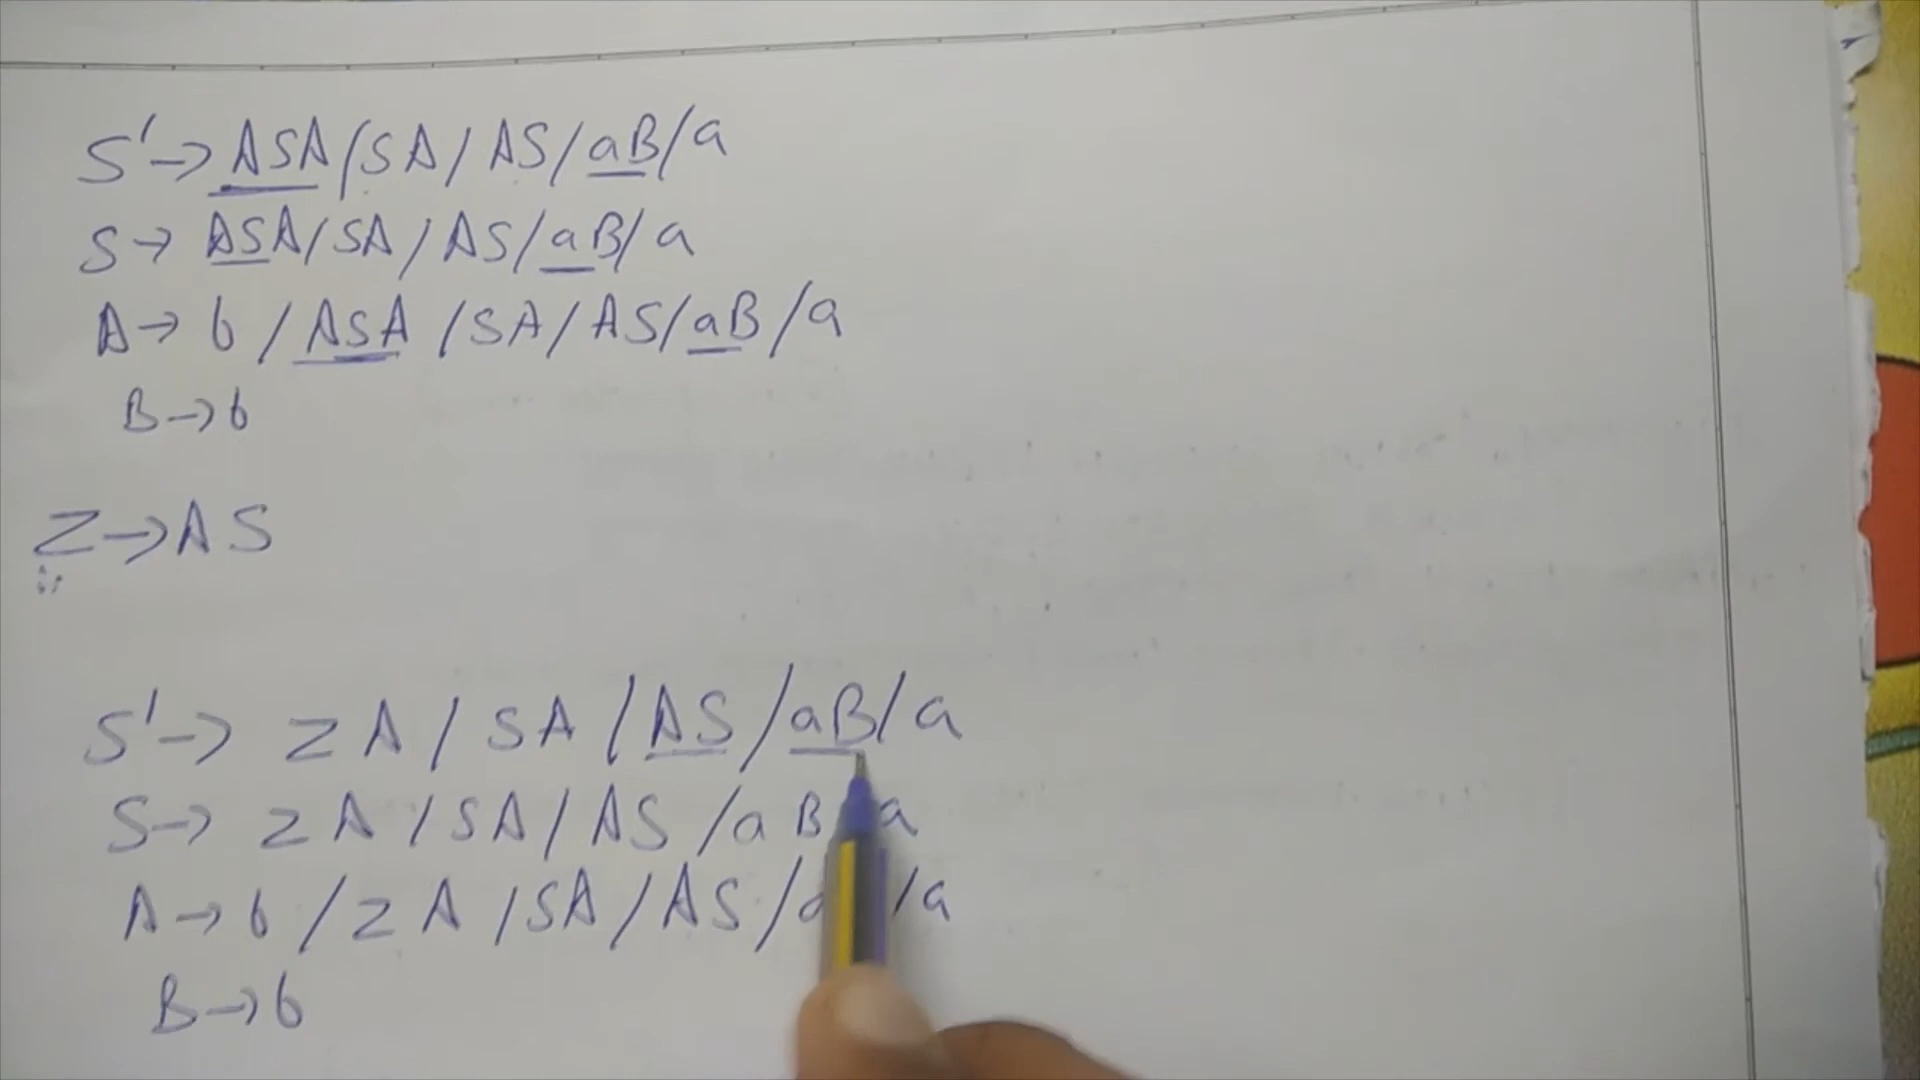 S'→ ASA/SA/AS/aB/a
S→ ASA/SA/AS/aB/a
A→ b/ASA/SA/AS/aB/a
B→b
Z→AS
S'→ ZA/SA/AS/aB/a
S→ ZA/SA/AS/aB a
A→b/ZA/SA/AS/ /a
B→b